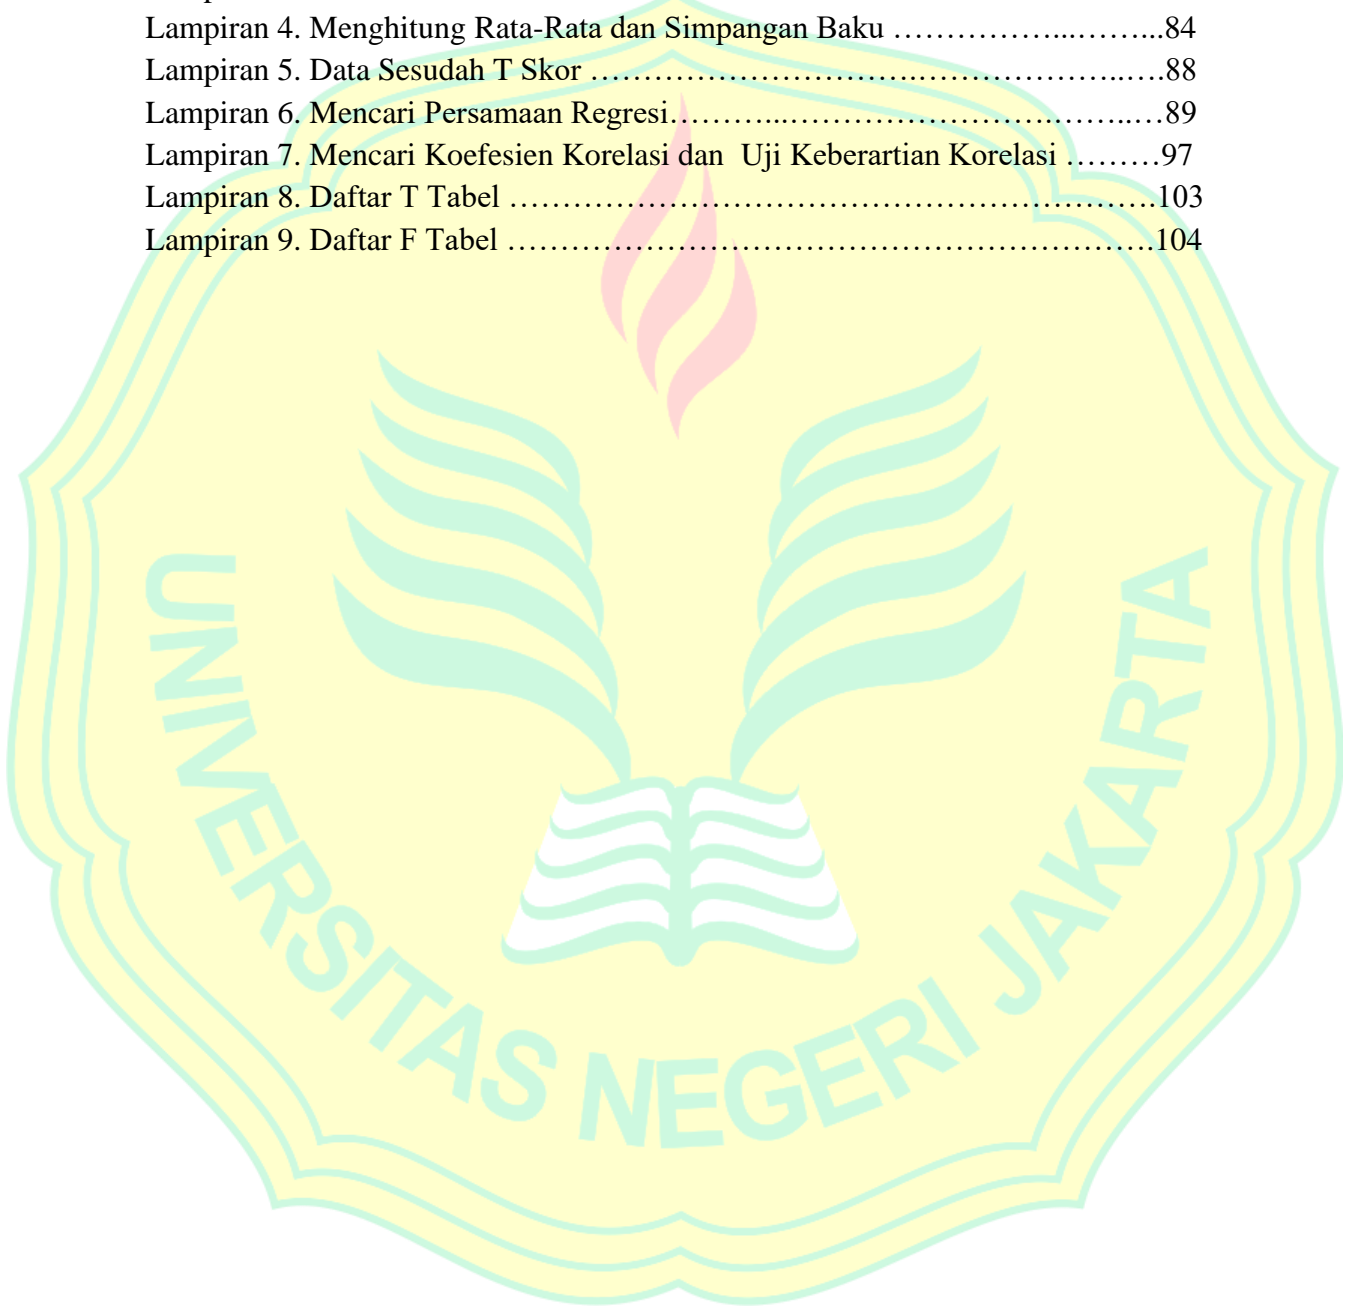 Lampiran 4. Menghitung Rata-Rata dan Simpangan Baku ……………...……...84
Lampiran 5. Data Sesudah T Skor ………………………….………………..….88
Lampiran 6. Mencari Persamaan Regresi………...…………………………..…89
Lampiran 7. Mencari Koefesien Korelasi dan  Uji Keberartian Korelasi ………97
Lampiran 8. Daftar T Tabel …………………………………………………….103
Lampiran 9. Daftar F Tabel …………………………………………………….104
UNIVERSITAS NEGERI JAKARTA